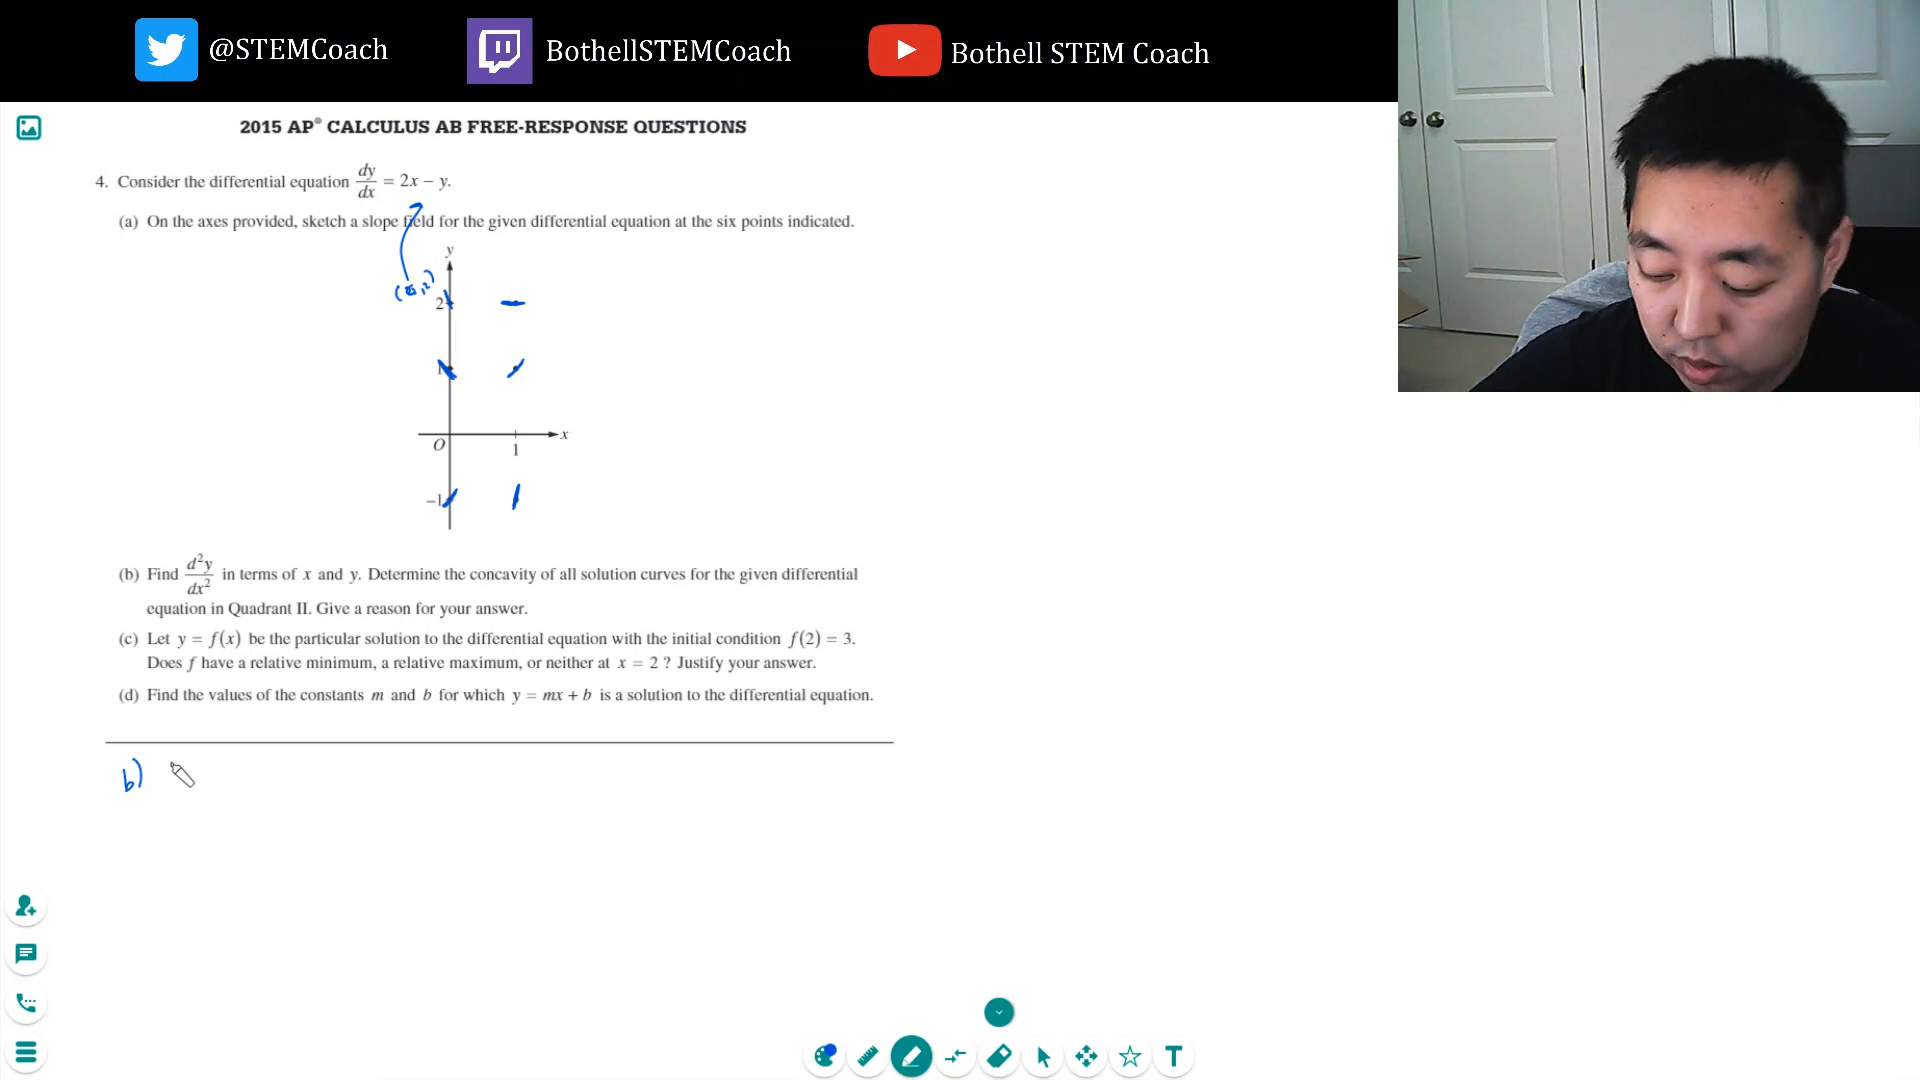 @STEMCoach BothellSTEMCoach Bothell STEM Coach
2015 AP® CALCULUS AB FREE-RESPONSE QUESTIONS
4. Consider the differential equation dy/dx = 2x − y.
(a) On the axes provided, sketch a slope field for the given differential equation at the six points indicated.
y
2
1
O
1
x
−1
(b) Find d²y/dx² in terms of x and y. Determine the concavity of all solution curves for the given differential
equation in Quadrant II. Give a reason for your answer.
(c) Let y = f(x) be the particular solution to the differential equation with the initial condition f(2) = 3.
Does f have a relative minimum, a relative maximum, or neither at x = 2 ? Justify your answer.
(d) Find the values of the constants m and b for which y = mx + b is a solution to the differential equation.
b)
T